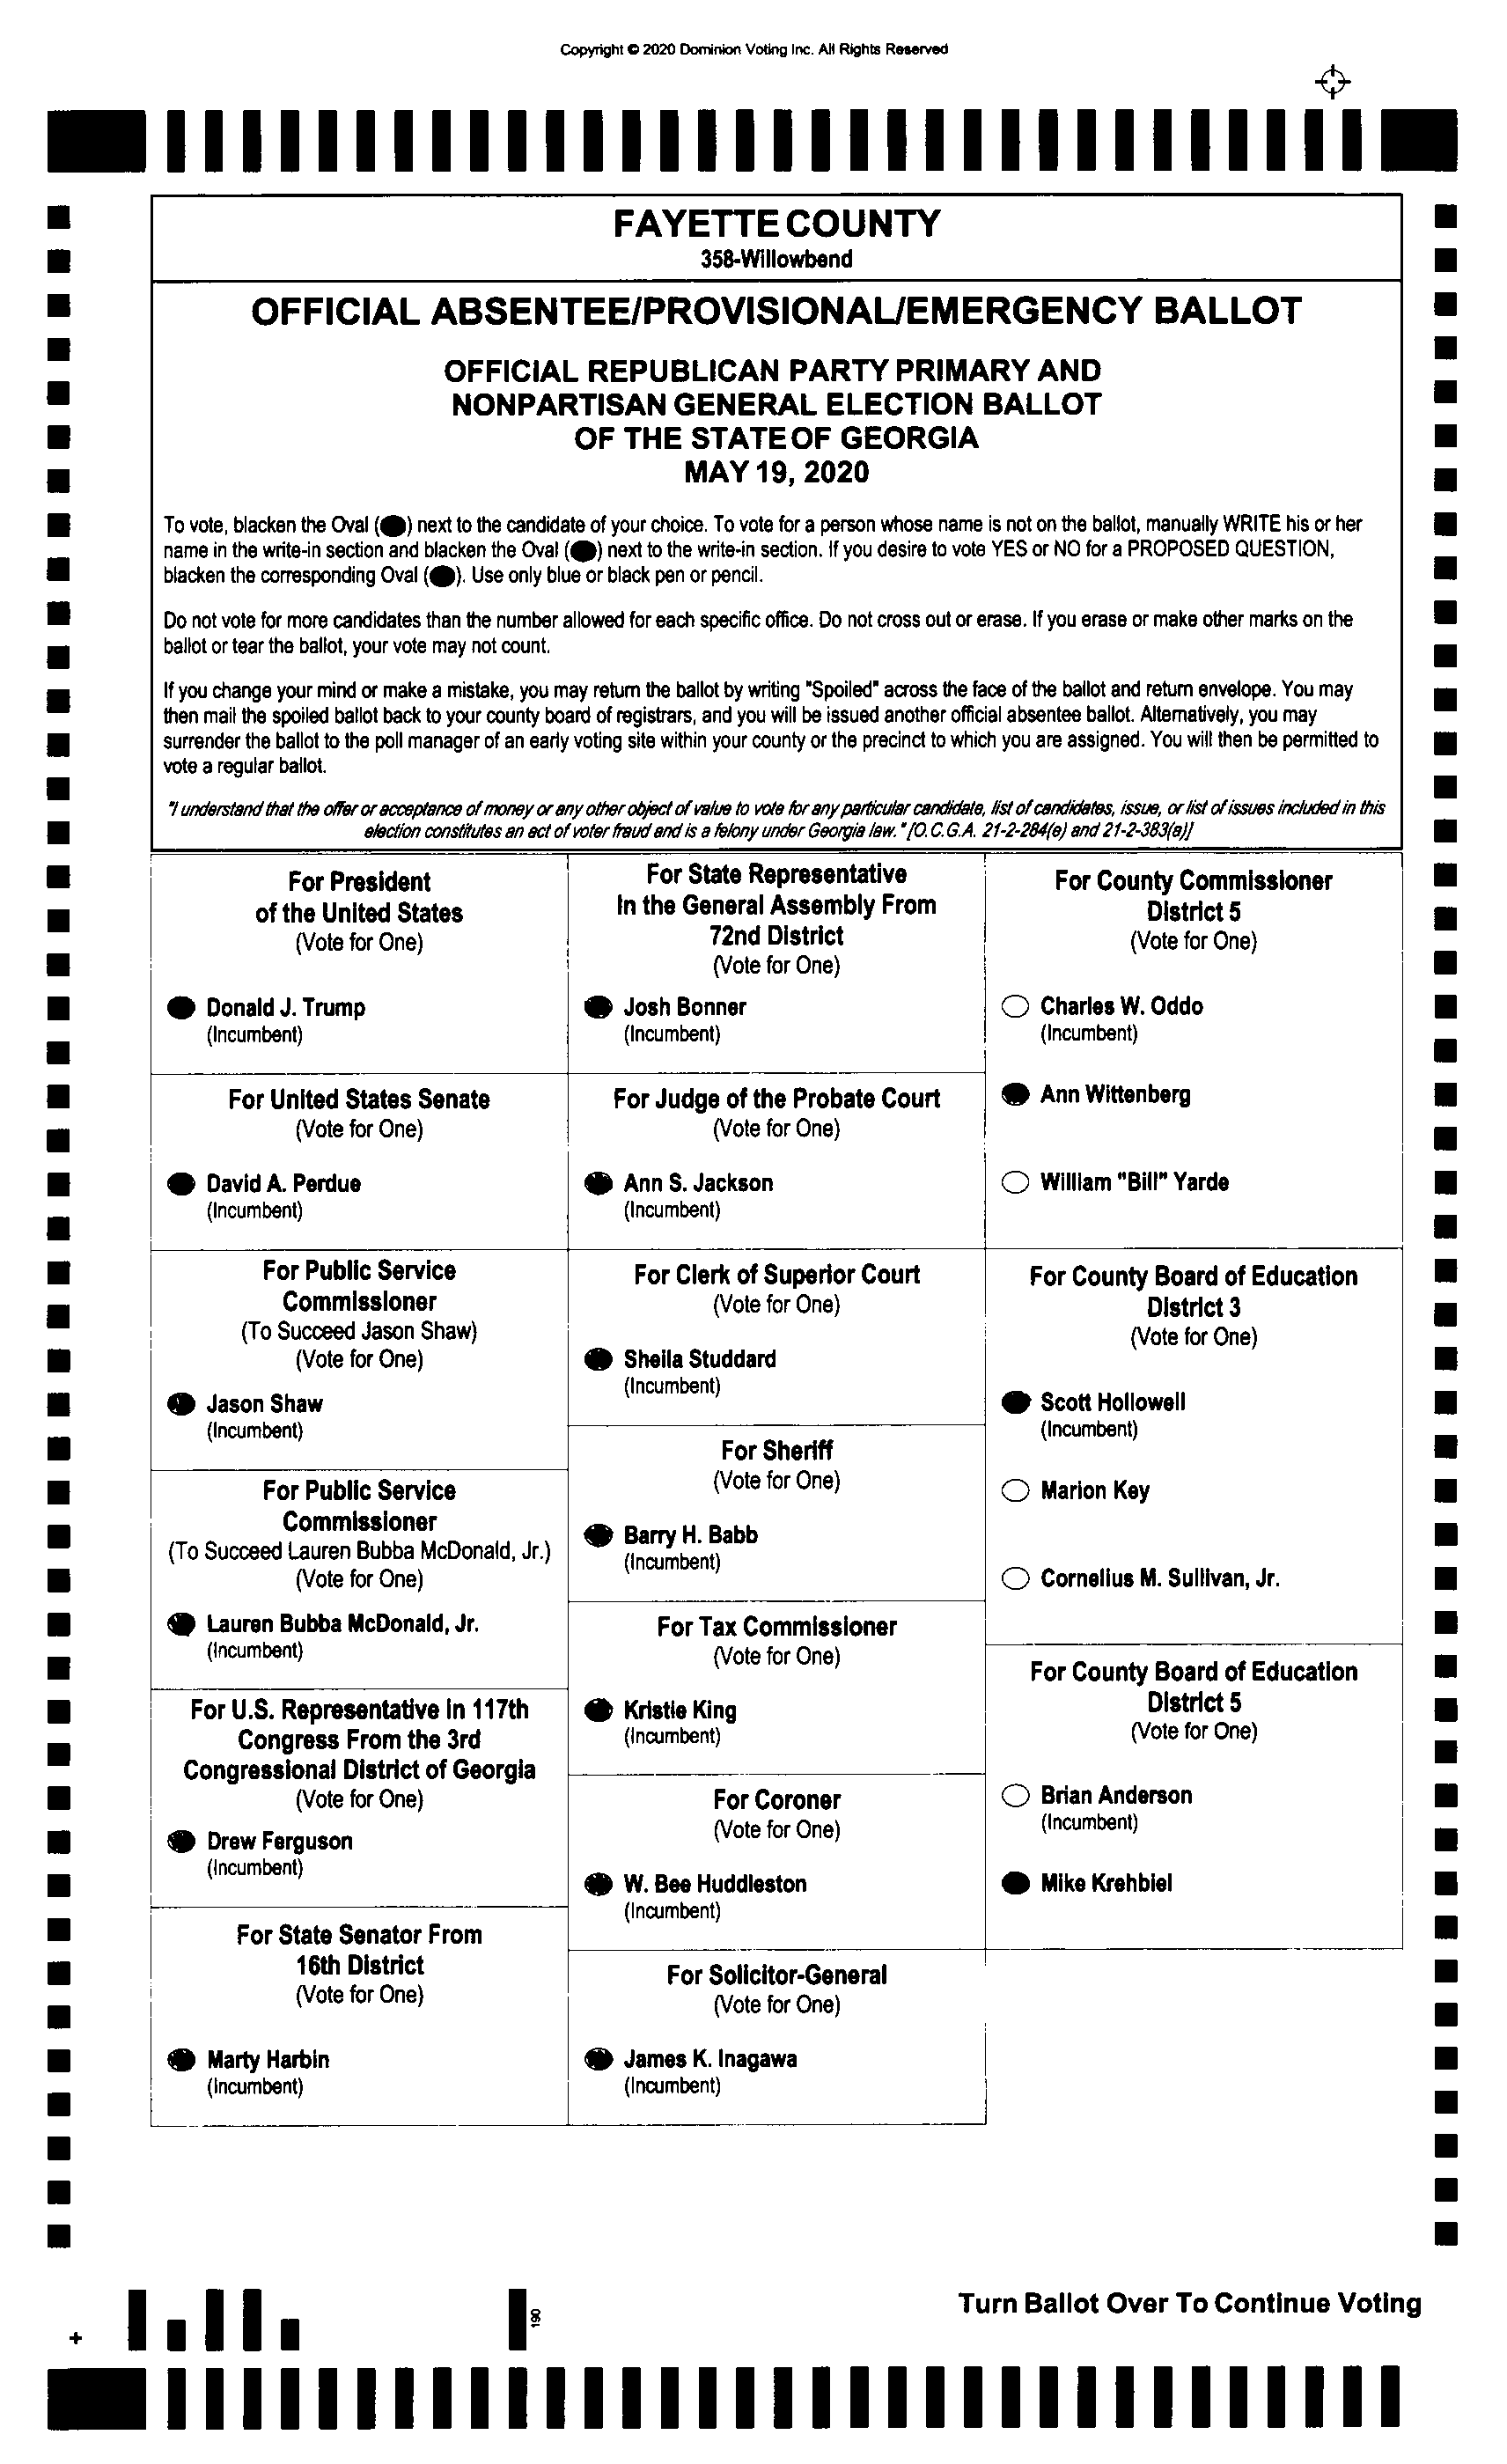 Copyright © 2020 Dominion Voting Inc. All Rights Reserved
FAYETTE COUNTY
358-Willowbend
OFFICIAL ABSENTEE/PROVISIONAL/EMERGENCY BALLOT
OFFICIAL REPUBLICAN PARTY PRIMARY AND
NONPARTISAN GENERAL ELECTION BALLOT
OF THE STATE OF GEORGIA
MAY 19, 2020
To vote, blacken the Oval ( ) next to the candidate of your choice. To vote for a person whose name is not on the ballot, manually WRITE his or her
name in the write-in section and blacken the Oval ( ) next to the write-in section. If you desire to vote YES or NO for a PROPOSED QUESTION,
blacken the corresponding Oval ( ). Use only blue or black pen or pencil.
Do not vote for more candidates than the number allowed for each specific office. Do not cross out or erase. If you erase or make other marks on the
ballot or tear the ballot, your vote may not count.
If you change your mind or make a mistake, you may return the ballot by writing "Spoiled" across the face of the ballot and return envelope. You may
then mail the spoiled ballot back to your county board of registrars, and you will be issued another official absentee ballot. Alternatively, you may
surrender the ballot to the poll manager of an early voting site within your county or the precinct to which you are assigned. You will then be permitted to
vote a regular ballot.
"I understand that the offer or acceptance of money or any other object of value to vote for any particular candidate, list of candidates, issue, or list of issues included in this
election constitutes an act of voter fraud and is a felony under Georgia law." [O.C.G.A. 21-2-284(e) and 21-2-383(a)]
For President
of the United States
(Vote for One)
Donald J. Trump
(Incumbent)
For United States Senate
(Vote for One)
David A. Perdue
(Incumbent)
For Public Service
Commissioner
(To Succeed Jason Shaw)
(Vote for One)
Jason Shaw
(Incumbent)
For Public Service
Commissioner
(To Succeed Lauren Bubba McDonald, Jr.)
(Vote for One)
Lauren Bubba McDonald, Jr.
(Incumbent)
For U.S. Representative in 117th
Congress From the 3rd
Congressional District of Georgia
(Vote for One)
Drew Ferguson
(Incumbent)
For State Senator From
16th District
(Vote for One)
Marty Harbin
(Incumbent)
For State Representative
In the General Assembly From
72nd District
(Vote for One)
Josh Bonner
(Incumbent)
For Judge of the Probate Court
(Vote for One)
Ann S. Jackson
(Incumbent)
For Clerk of Superior Court
(Vote for One)
Sheila Studdard
(Incumbent)
For Sheriff
(Vote for One)
Barry H. Babb
(Incumbent)
For Tax Commissioner
(Vote for One)
Kristie King
(Incumbent)
For Coroner
(Vote for One)
W. Bee Huddleston
(Incumbent)
For Solicitor-General
(Vote for One)
James K. Inagawa
(Incumbent)
For County Commissioner
District 5
(Vote for One)
Charles W. Oddo
(Incumbent)
Ann Wittenberg
William "Bill" Yarde
For County Board of Education
District 3
(Vote for One)
Scott Hollowell
(Incumbent)
Marion Key
Cornelius M. Sullivan, Jr.
For County Board of Education
District 5
(Vote for One)
Brian Anderson
(Incumbent)
Mike Krehbiel
Turn Ballot Over To Continue Voting
190
+